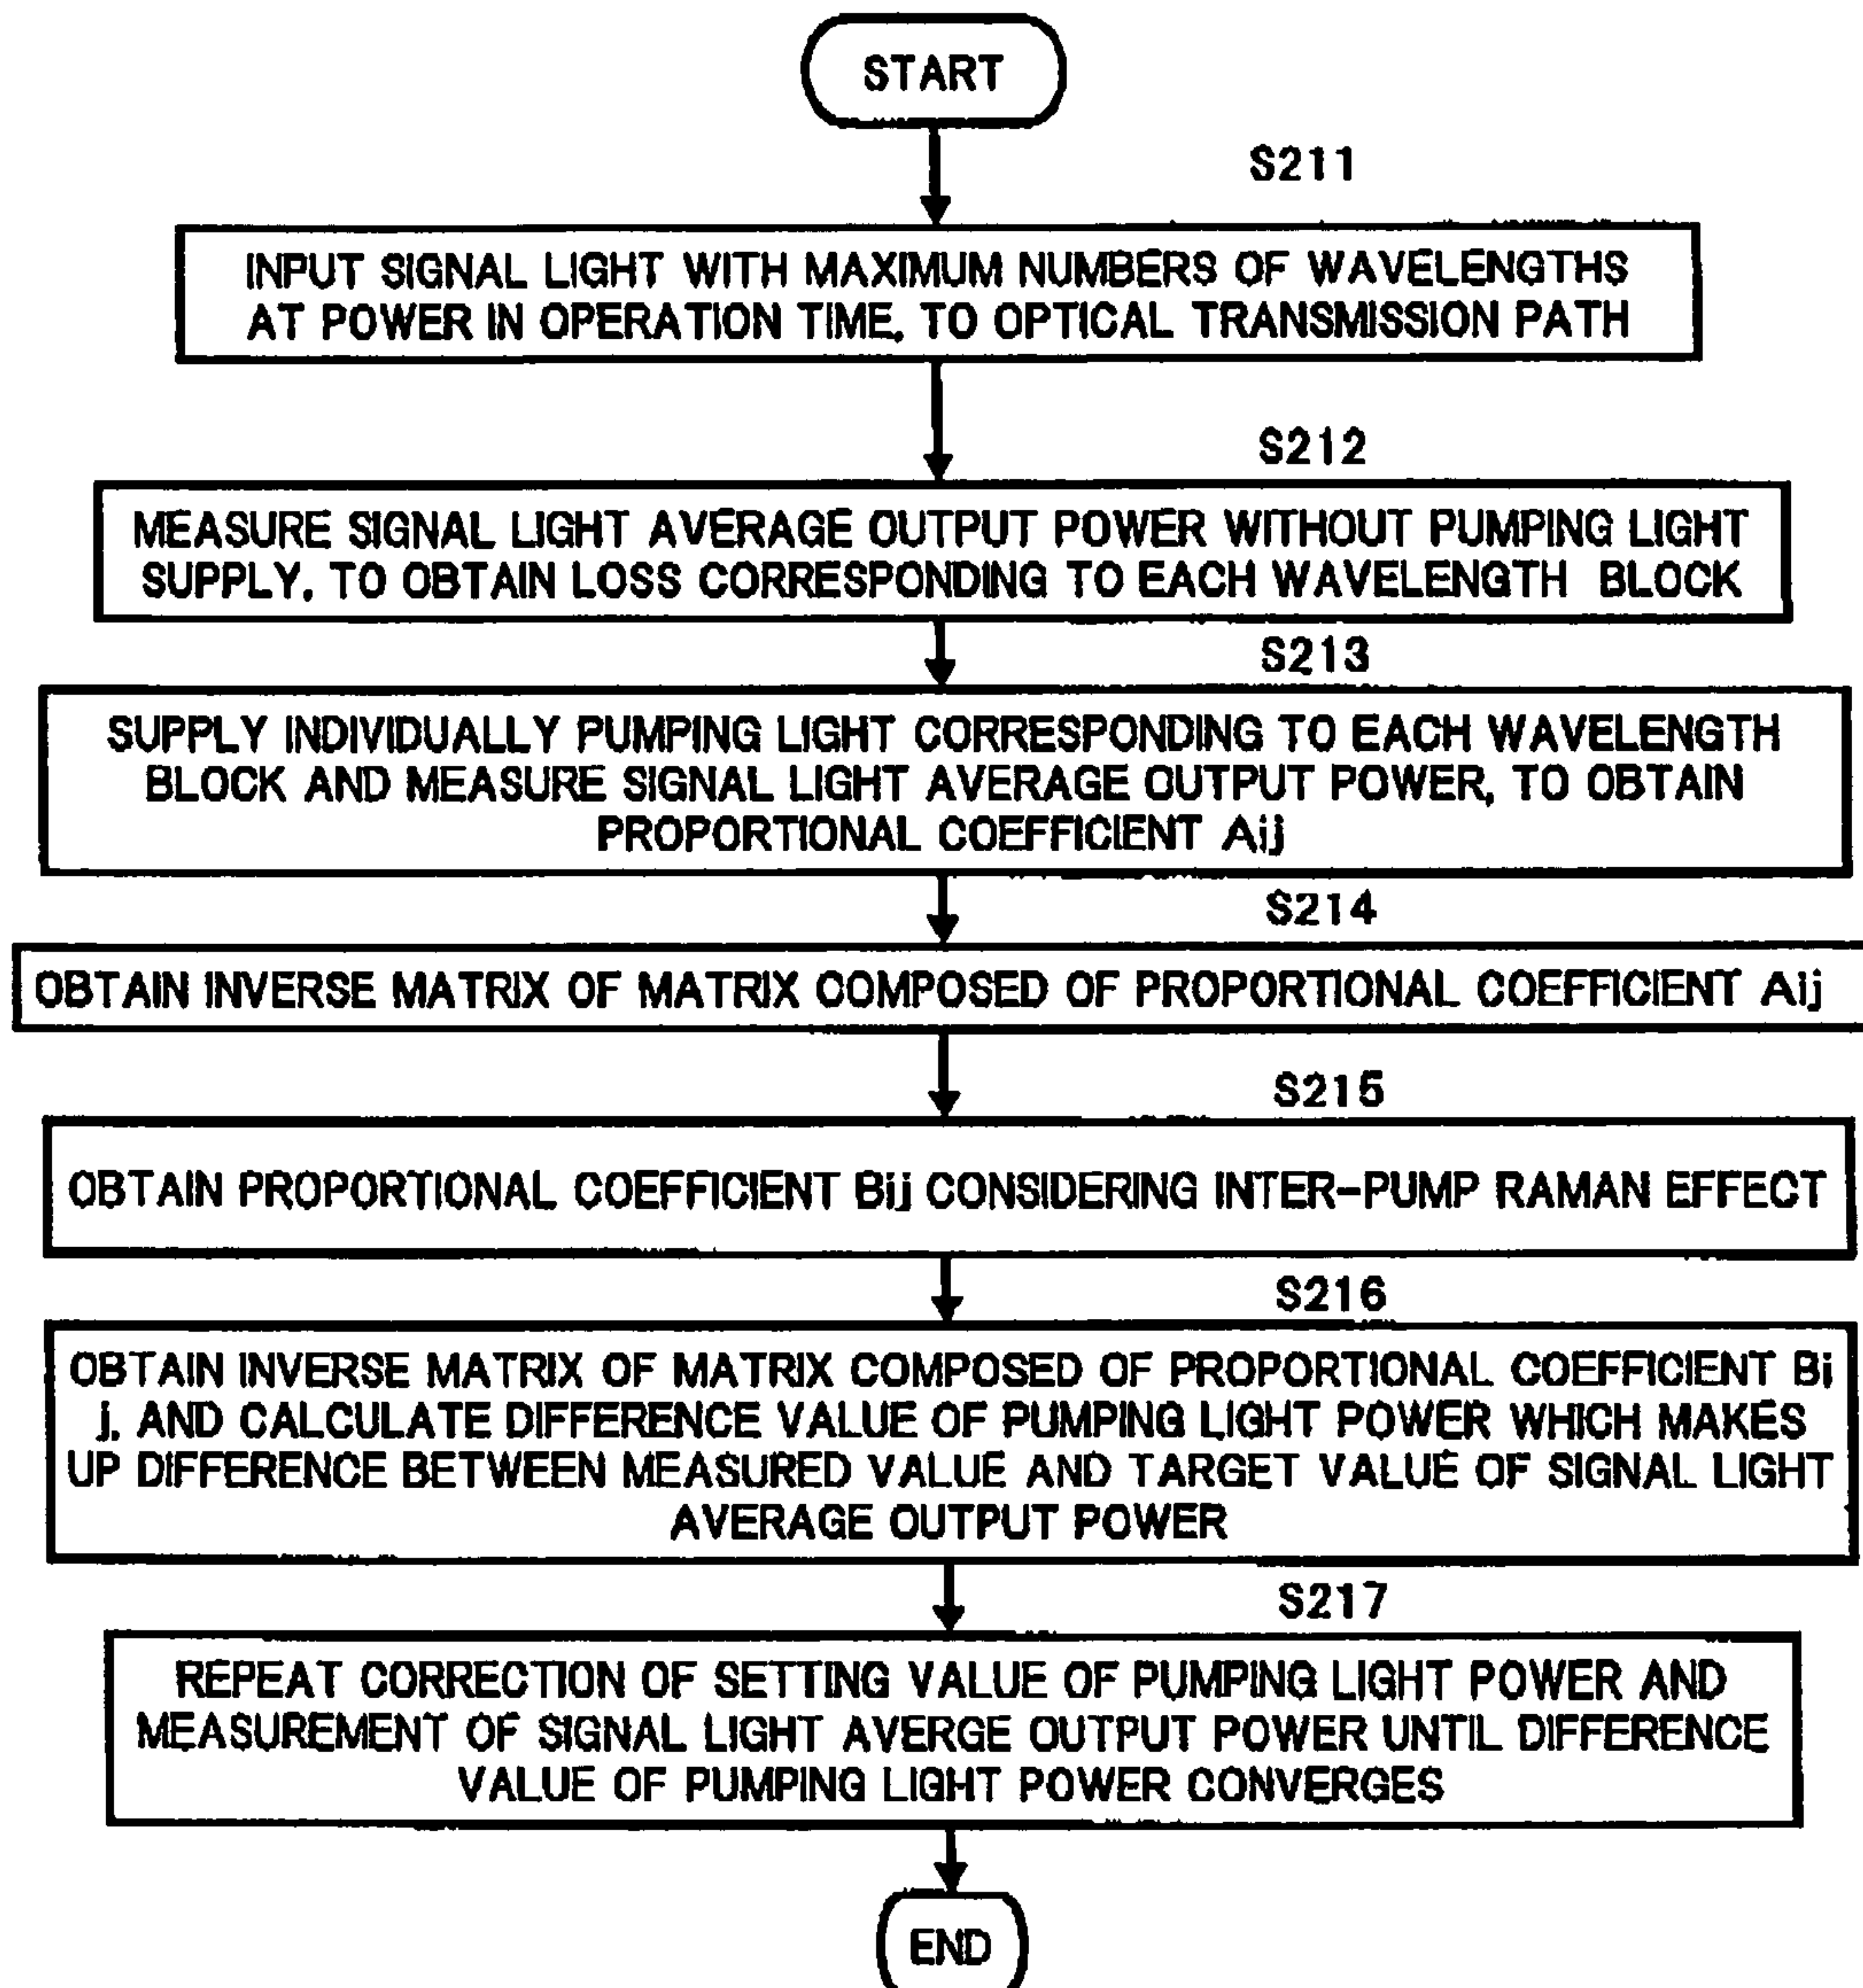 START
S211
INPUT SIGNAL LIGHT WITH MAXIMUM NUMBERS OF WAVELENGTHS
AT POWER IN OPERATION TIME, TO OPTICAL TRANSMISSION PATH
S212
MEASURE SIGNAL LIGHT AVERAGE OUTPUT POWER WITHOUT PUMPING LIGHT
SUPPLY, TO OBTAIN LOSS CORRESPONDING TO EACH WAVELENGTH BLOCK
S213
SUPPLY INDIVIDUALLY PUMPING LIGHT CORRESPONDING TO EACH WAVELENGTH
BLOCK AND MEASURE SIGNAL LIGHT AVERAGE OUTPUT POWER, TO OBTAIN
PROPORTIONAL COEFFICIENT Aij
S214
OBTAIN INVERSE MATRIX OF MATRIX COMPOSED OF PROPORTIONAL COEFFICIENT Aij
S215
OBTAIN PROPORTIONAL COEFFICIENT Bij CONSIDERING INTER-PUMP RAMAN EFFECT
S216
OBTAIN INVERSE MATRIX OF MATRIX COMPOSED OF PROPORTIONAL COEFFICIENT Bi
j, AND CALCULATE DIFFERENCE VALUE OF PUMPING LIGHT POWER WHICH MAKES
UP DIFFERENCE BETWEEN MEASURED VALUE AND TARGET VALUE OF SIGNAL LIGHT
AVERAGE OUTPUT POWER
S217
REPEAT CORRECTION OF SETTING VALUE OF PUMPING LIGHT POWER AND
MEASUREMENT OF SIGNAL LIGHT AVERGE OUTPUT POWER UNTIL DIFFERENCE
VALUE OF PUMPING LIGHT POWER CONVERGES
END